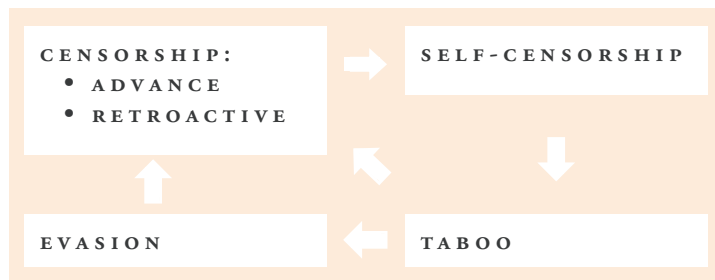 CENSORSHIP:
• ADVANCE
• RETROACTIVE
SELF-CENSORSHIP
EVASION
TABOO